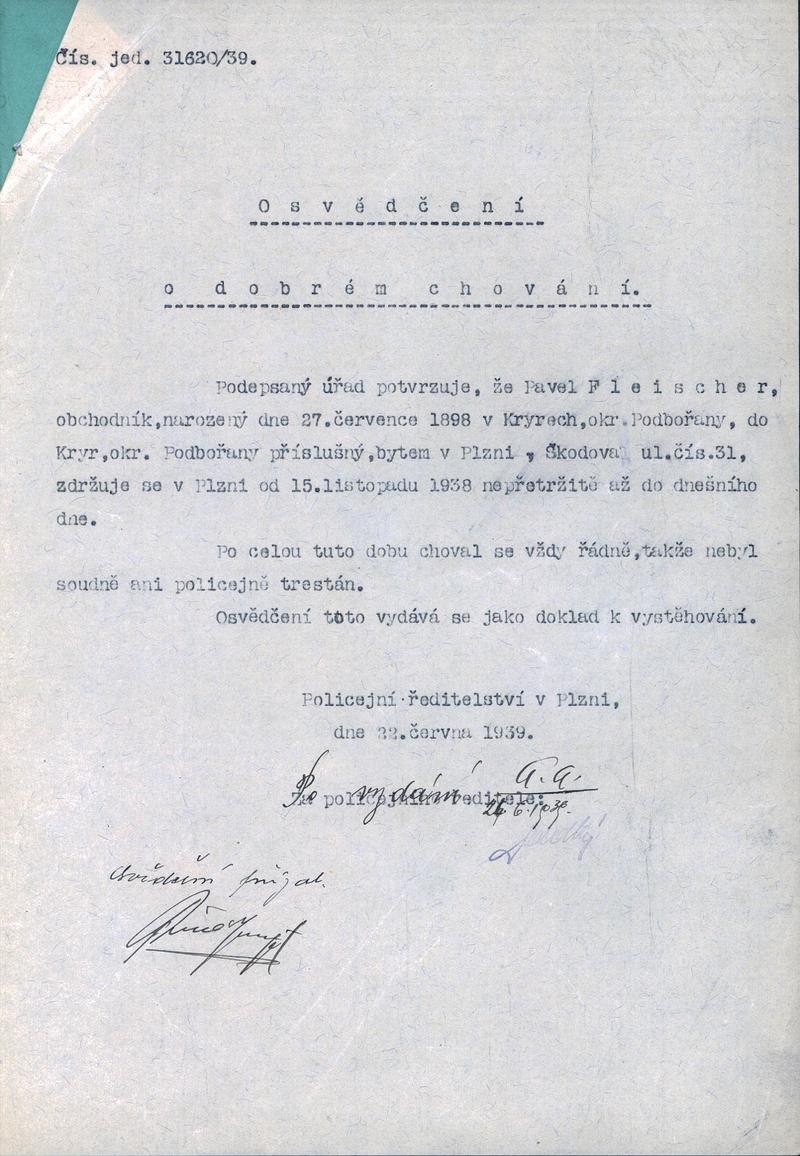 Čís. jed. 31620/39.
O s v ě d č e n í
o d o b r é m c h o v á n í.
Podepsaný úřad potvrzuje, že Pavel F l e i s c h e r,
obchodník,narozený dne 27.července 1898 v Kryrech,okr.Podbořany, do
Kryr,okr. Podbořany příslušný,bytem v Plzni , Škodova ul.čís.31,
zdržuje se v Plzni od 15.listopadu 1938 nepřetržitě až do dnešního
dne.
Po celou tuto dobu choval se vždy řádně,takže nebyl
soudně ani policejně trestán.
Osvědčení toto vydává se jako doklad k vystěhování.
Policejní ředitelství v Plzni,
dne 22.června 1939.
Po vydání a.a.
Za policejního ředitele:
26/6.1939.